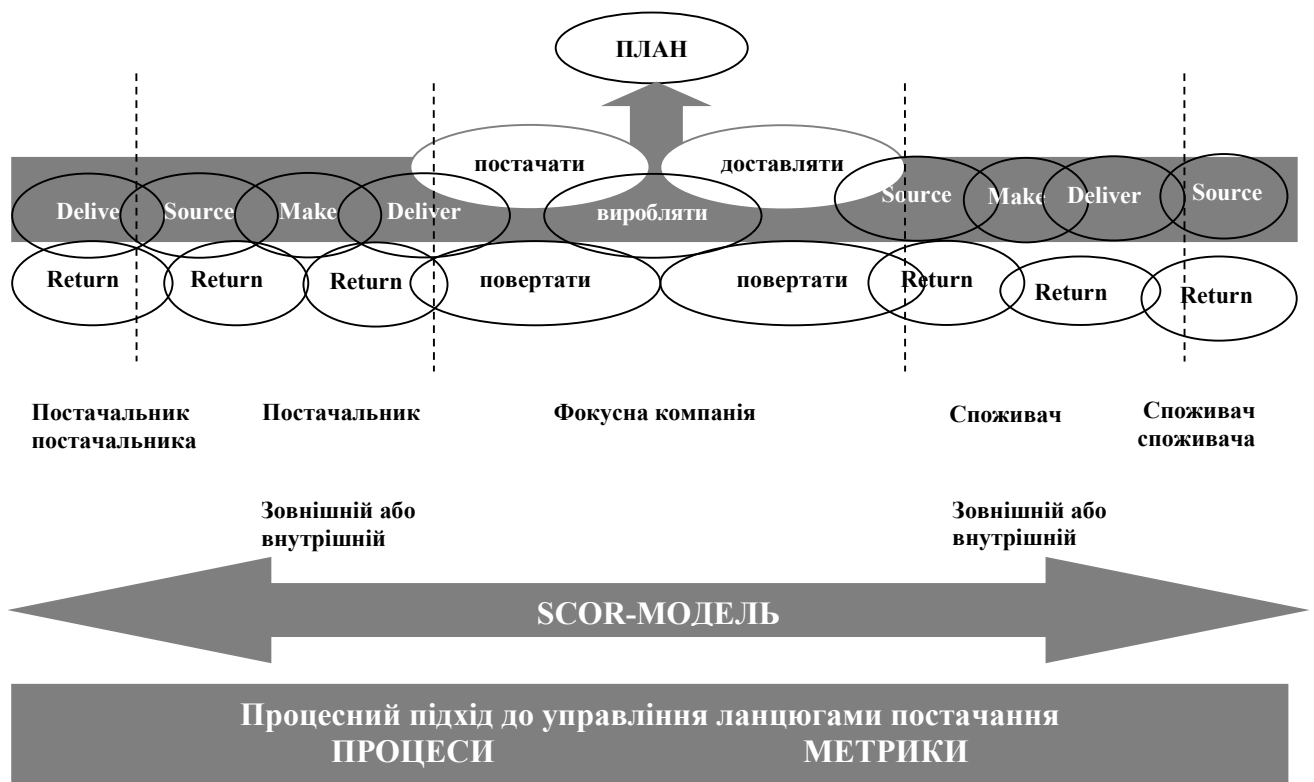 ПЛАН
постачати
доставляти
Delive
Source
Make
Deliver
виробляти
Source
Make
Deliver
Source
Return
Return
Return
повертати
повертати
Return
Return
Return
Постачальник
постачальника
Постачальник
Фокусна компанія
Споживач
Споживач
споживача
Зовнішній або
внутрішній
Зовнішній або
внутрішній
SCOR-МОДЕЛЬ
Процесний підхід до управління ланцюгами постачання
ПРОЦЕСИ МЕТРИКИ